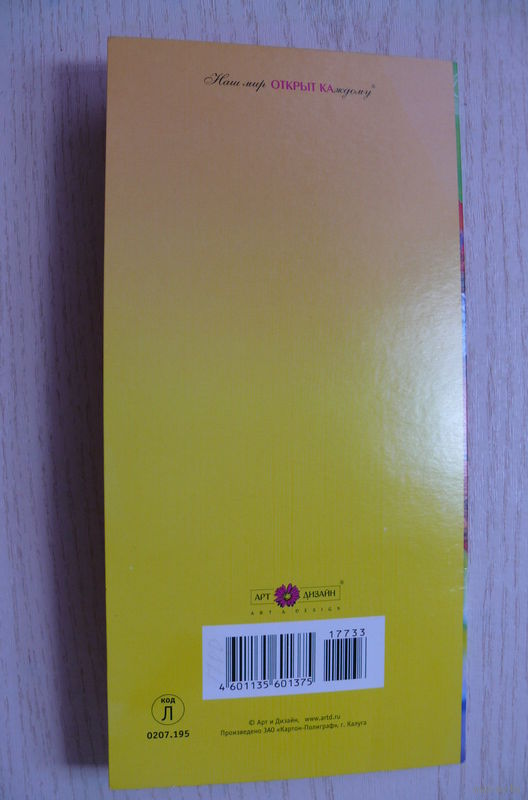 Наш мир ОТКРЫТ КАждому®
АРТ ДИЗАЙН®
ART & DESIGN
17733
4 601135 601375
код
Л
0207.195
© Арт и Дизайн, www.artd.ru
Произведено ЗАО «Картон-Полиграф», г. Калуга